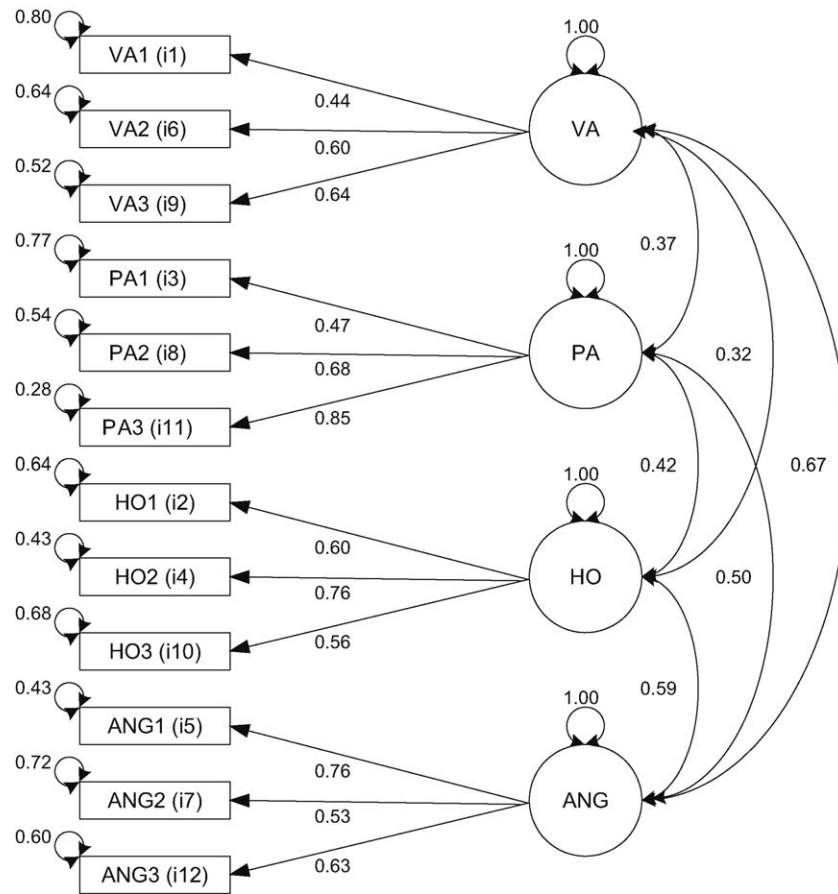 0.80
VA1 (i1)
1.00
0.64
0.44
VA2 (i6)
VA
0.60
0.52
VA3 (i9)
0.64
0.37
0.77
PA1 (i3)
1.00
0.54
0.47
PA2 (i8)
PA
0.32
0.68
0.28
PA3 (i11)
0.85
0.42
0.67
0.64
HO1 (i2)
1.00
0.43
0.60
HO2 (i4)
HO
0.50
0.76
0.68
HO3 (i10)
0.56
0.59
0.43
ANG1 (i5)
1.00
0.72
0.76
ANG2 (i7)
ANG
0.53
0.60
ANG3 (i12)
0.63